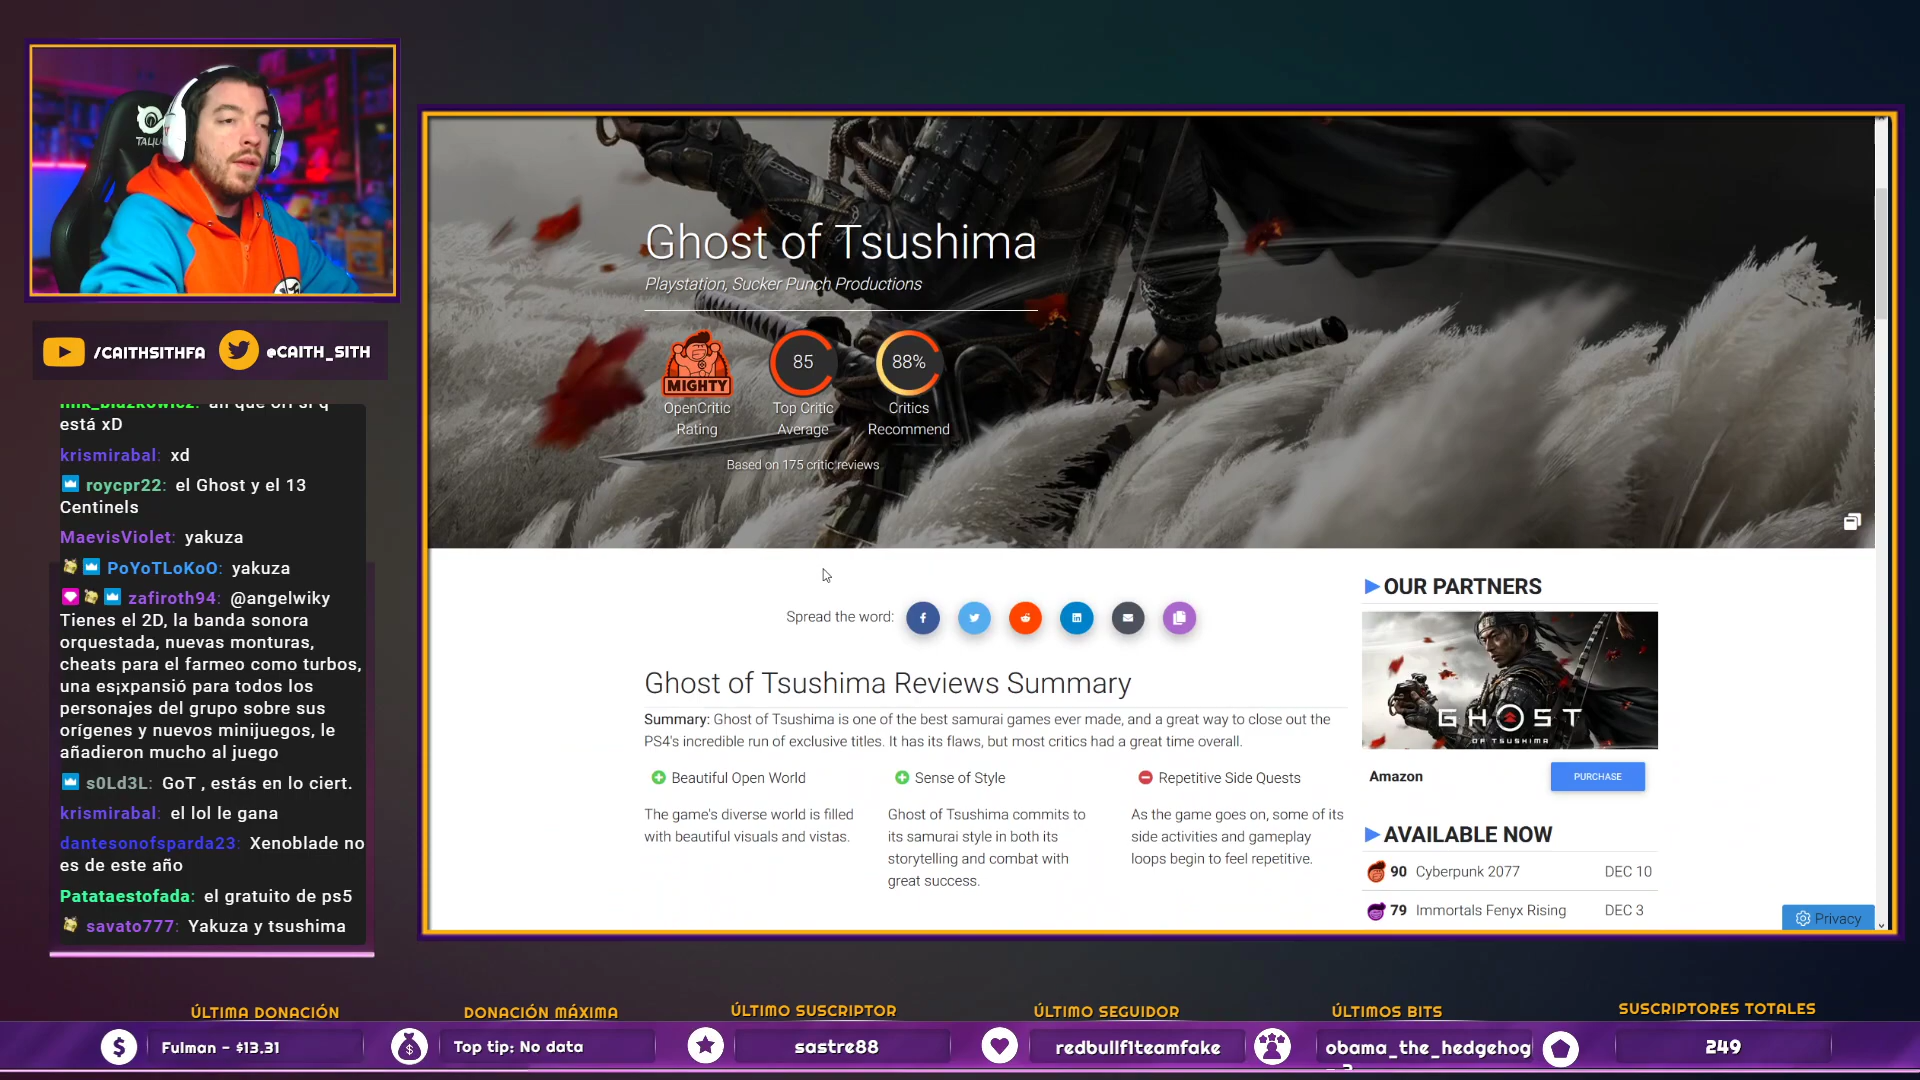 /CAITHSITHFA
@CAITH_SITH
está xD
krismirabal: xd
roycpr22: el Ghost y el 13
Centinels
MaevisViolet: yakuza
PoYoTLoKoO: yakuza
zafiroth94: @angelwiky
Tienes el 2D, la banda sonora
orquestada, nuevas monturas,
cheats para el farmeo como turbos,
una es¡xpansió para todos los
personajes del grupo sobre sus
orígenes y nuevos minijuegos, le
añadieron mucho al juego
s0Ld3L: GoT , estás en lo ciert.
krismirabal: el lol le gana
dantesonofsparda23: Xenoblade no
es de este año
Patataestofada: el gratuito de ps5
savato777: Yakuza y tsushima
Ghost of Tsushima
Playstation, Sucker Punch Productions
MIGHTY
85
88%
OpenCritic
Rating
Top Critic
Average
Critics
Recommend
Based on 175 critic reviews
Spread the word:
Ghost of Tsushima Reviews Summary
Summary: Ghost of Tsushima is one of the best samurai games ever made, and a great way to close out the
PS4's incredible run of exclusive titles. It has its flaws, but most critics had a great time overall.
Beautiful Open World
The game's diverse world is filled
with beautiful visuals and vistas.
Sense of Style
Ghost of Tsushima commits to
its samurai style in both its
storytelling and combat with
great success.
Repetitive Side Quests
As the game goes on, some of its
side activities and gameplay
loops begin to feel repetitive.
OUR PARTNERS
GHOST
OF TSUSHIMA
Amazon
PURCHASE
AVAILABLE NOW
90 Cyberpunk 2077 DEC 10
79 Immortals Fenyx Rising DEC 3
Privacy
ÚLTIMA DONACIÓN
Fulman - $13.31
DONACIÓN MÁXIMA
Top tip: No data
ÚLTIMO SUSCRIPTOR
sastre88
ÚLTIMO SEGUIDOR
redbullf1teamfake
ÚLTIMOS BITS
obama_the_hedgehog
SUSCRIPTORES TOTALES
249